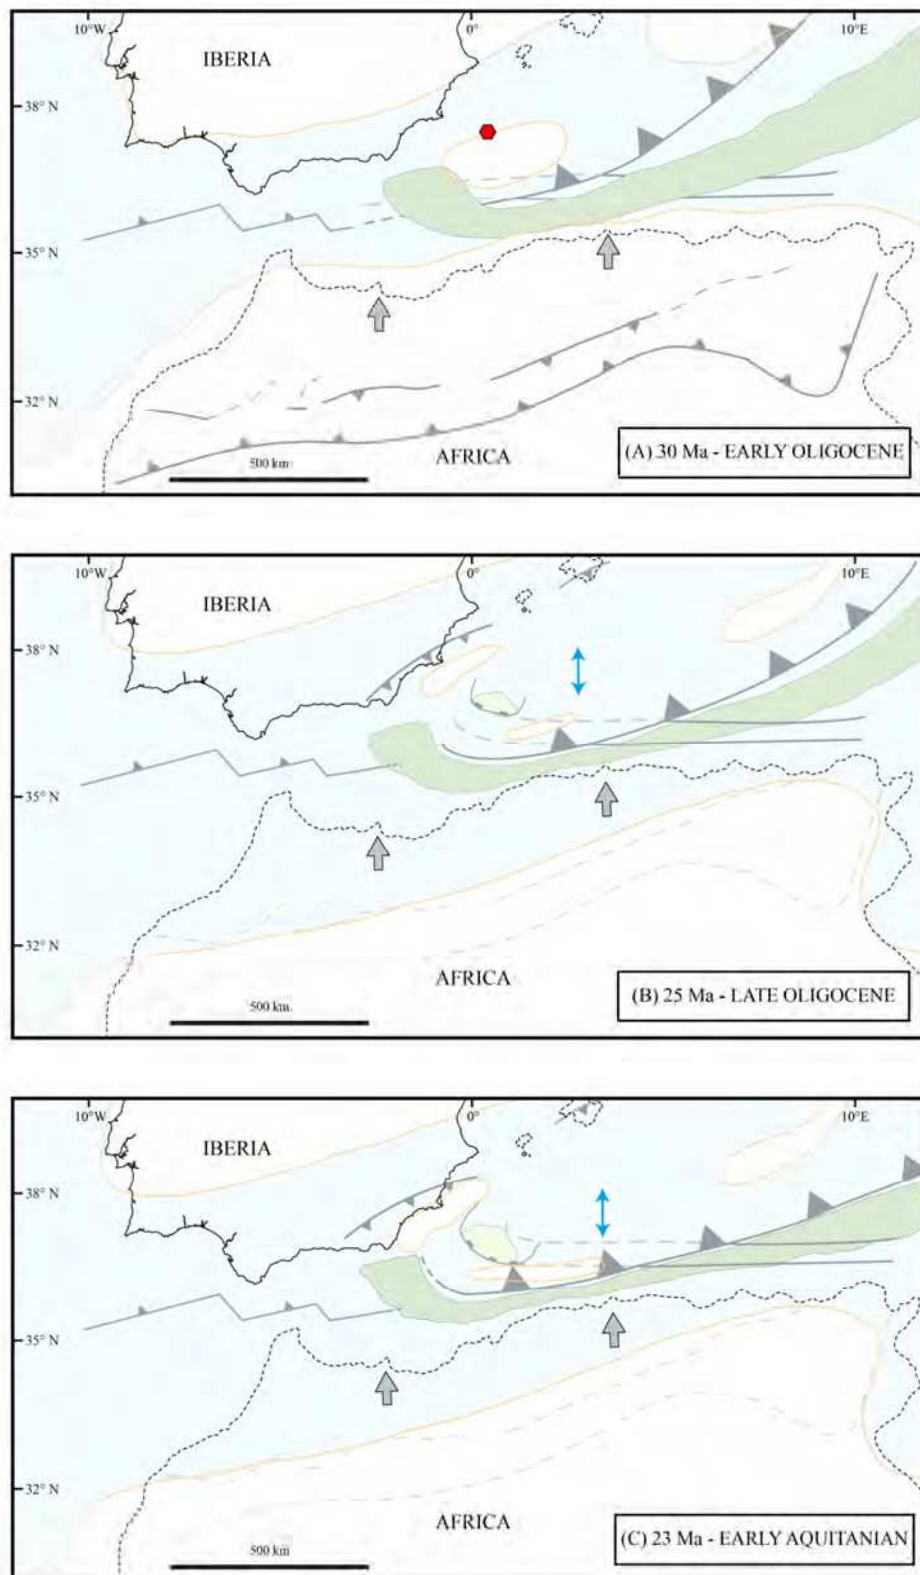 10°W 0° 10°E
IBERIA
38° N
35° N
32° N
AFRICA
500 km
(A) 30 Ma - EARLY OLIGOCENE
10°W 0° 10°E
IBERIA
38° N
35° N
32° N
AFRICA
500 km
(B) 25 Ma - LATE OLIGOCENE
10°W 0° 10°E
IBERIA
38° N
35° N
32° N
AFRICA
500 km
(C) 23 Ma - EARLY AQUITANIAN